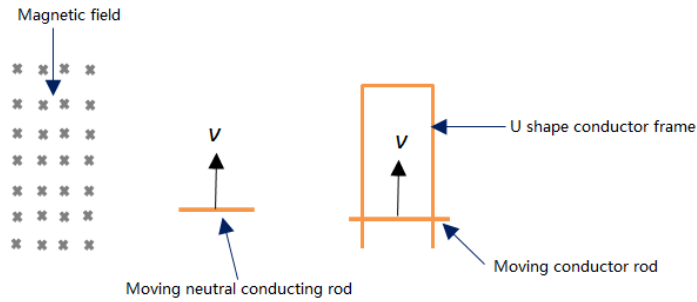 Magnetic field
V
V
U shape conductor frame
Moving conductor rod
Moving neutral conducting rod